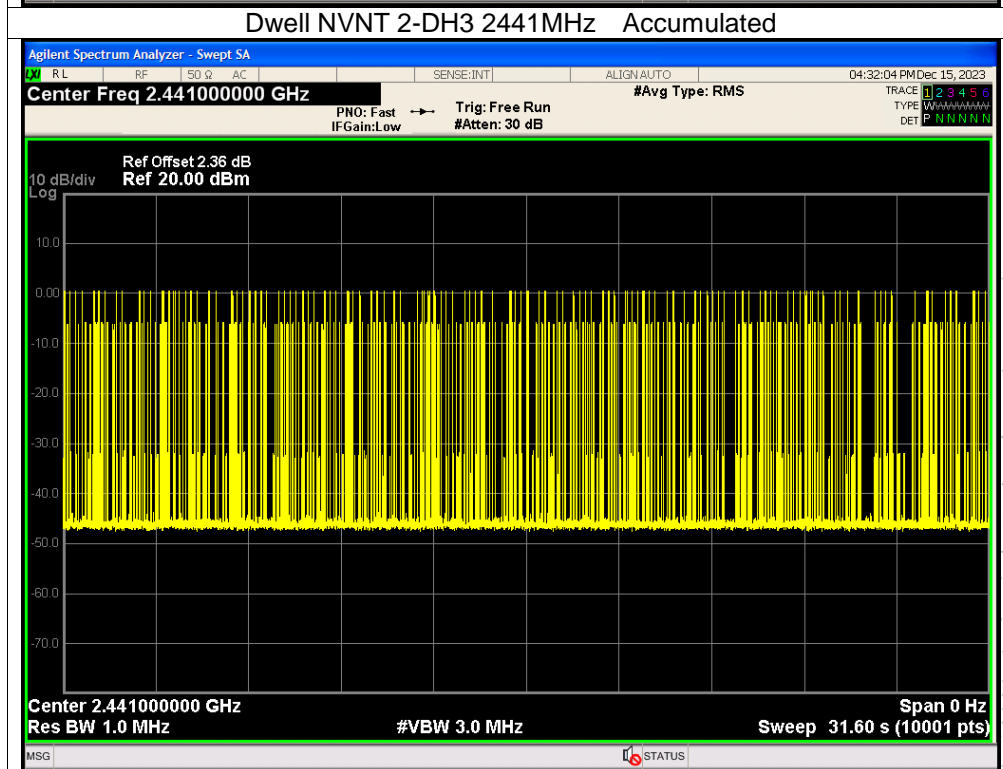 Dwell NVNT 2-DH3 2441MHz Accumulated
Agilent Spectrum Analyzer - Swept SA
LXI RL RF 50 Ω AC SENSE:INT ALIGN AUTO 04:32:04 PM Dec 15, 2023
Center Freq 2.441000000 GHz #Avg Type: RMS TRACE 1 2 3 4 5 6
PNO: Fast Trig: Free Run TYPE WWWWWW
IFGain:Low #Atten: 30 dB DET P N N N N N
Ref Offset 2.36 dB
10 dB/div Ref 20.00 dBm
Log
10.0
0.00
-10.0
-20.0
-30.0
-40.0
-50.0
-60.0
-70.0
Center 2.441000000 GHz Span 0 Hz
Res BW 1.0 MHz #VBW 3.0 MHz Sweep 31.60 s (10001 pts)
MSG STATUS